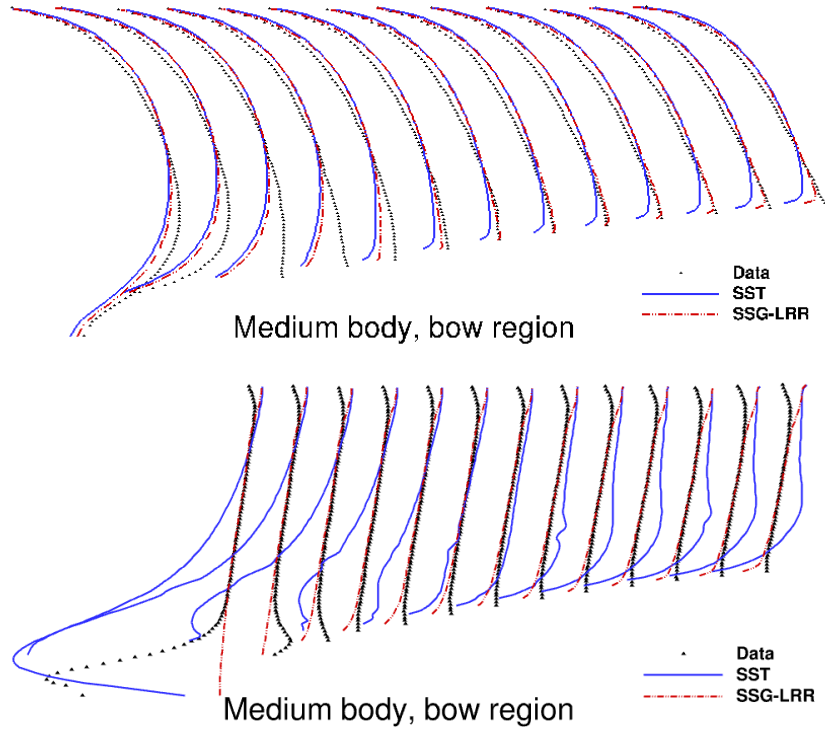 Data
SST
SSG-LRR
Medium body, bow region
Data
SST
SSG-LRR
Medium body, bow region